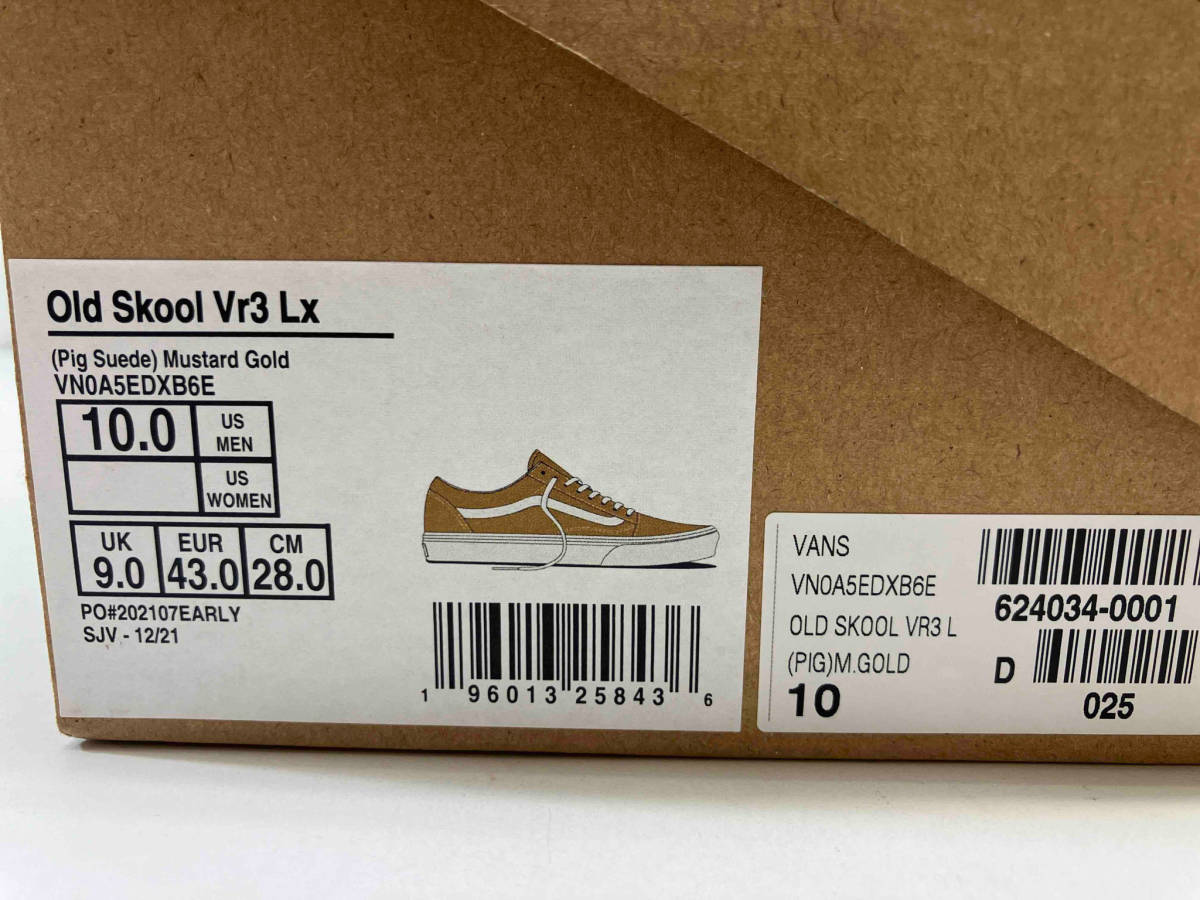 Old Skool Vr3 Lx
(Pig Suede) Mustard Gold
VN0A5EDXB6E
10.0 US MEN
US WOMEN
UK EUR CM
9.0 43.0 28.0
PO#202107EARLY
SJV - 12/21
1 96013 25843 6
VANS
VN0A5EDXB6E
OLD SKOOL VR3 L
(PIG)M.GOLD
10
624034-0001
D
025